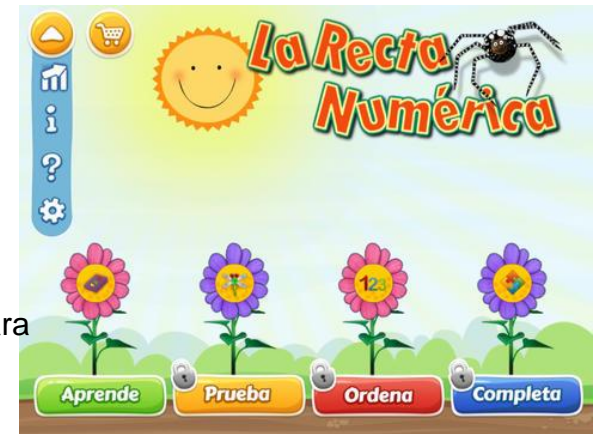 La Recta
Numérica
123
ra
Aprende
Prueba
Ordena
Completa